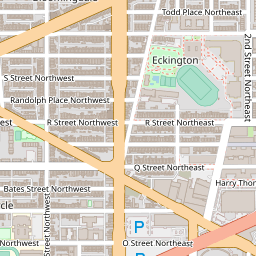 Todd Place Northeast
Eckington
2nd Street Northeast
S Street Northwest
Randolph Place Northwest
R Street Northwest
R Street Northeast
Q Street Northeast
Bates Street Northwest
Harry Thom
cle
P
P
O Street Northeast
Northwest